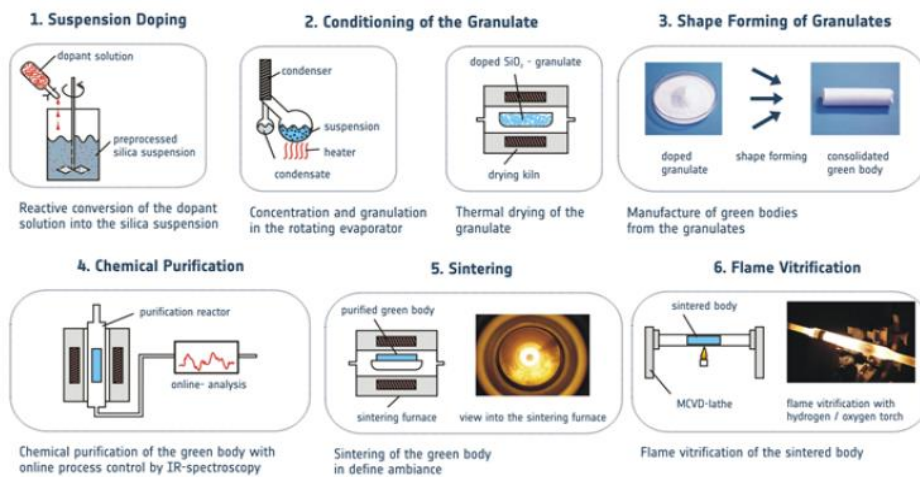 1. Suspension Doping
dopant solution
preprocessed
silica suspension
Reactive conversion of the dopant
solution into the silica suspension
2. Conditioning of the Granulate
condenser
suspension
heater
condensate
Concentration and granulation
in the rotating evaporator
doped SiO₂ - granulate
drying kiln
Thermal drying of the
granulate
3. Shape Forming of Granulates
doped
granulate
shape forming
consolidated
green body
Manufacture of green bodies
from the granulates
4. Chemical Purification
purification reactor
online- analysis
Chemical purification of the green body with
online process control by IR-spectroscopy
5. Sintering
purified green body
sintering furnace
view into the sintering furnace
Sintering of the green body
in define ambiance
6. Flame Vitrification
sintered body
MCVD-lathe
flame vitrification with
hydrogen / oxygen torch
Flame vitrification of the sintered body